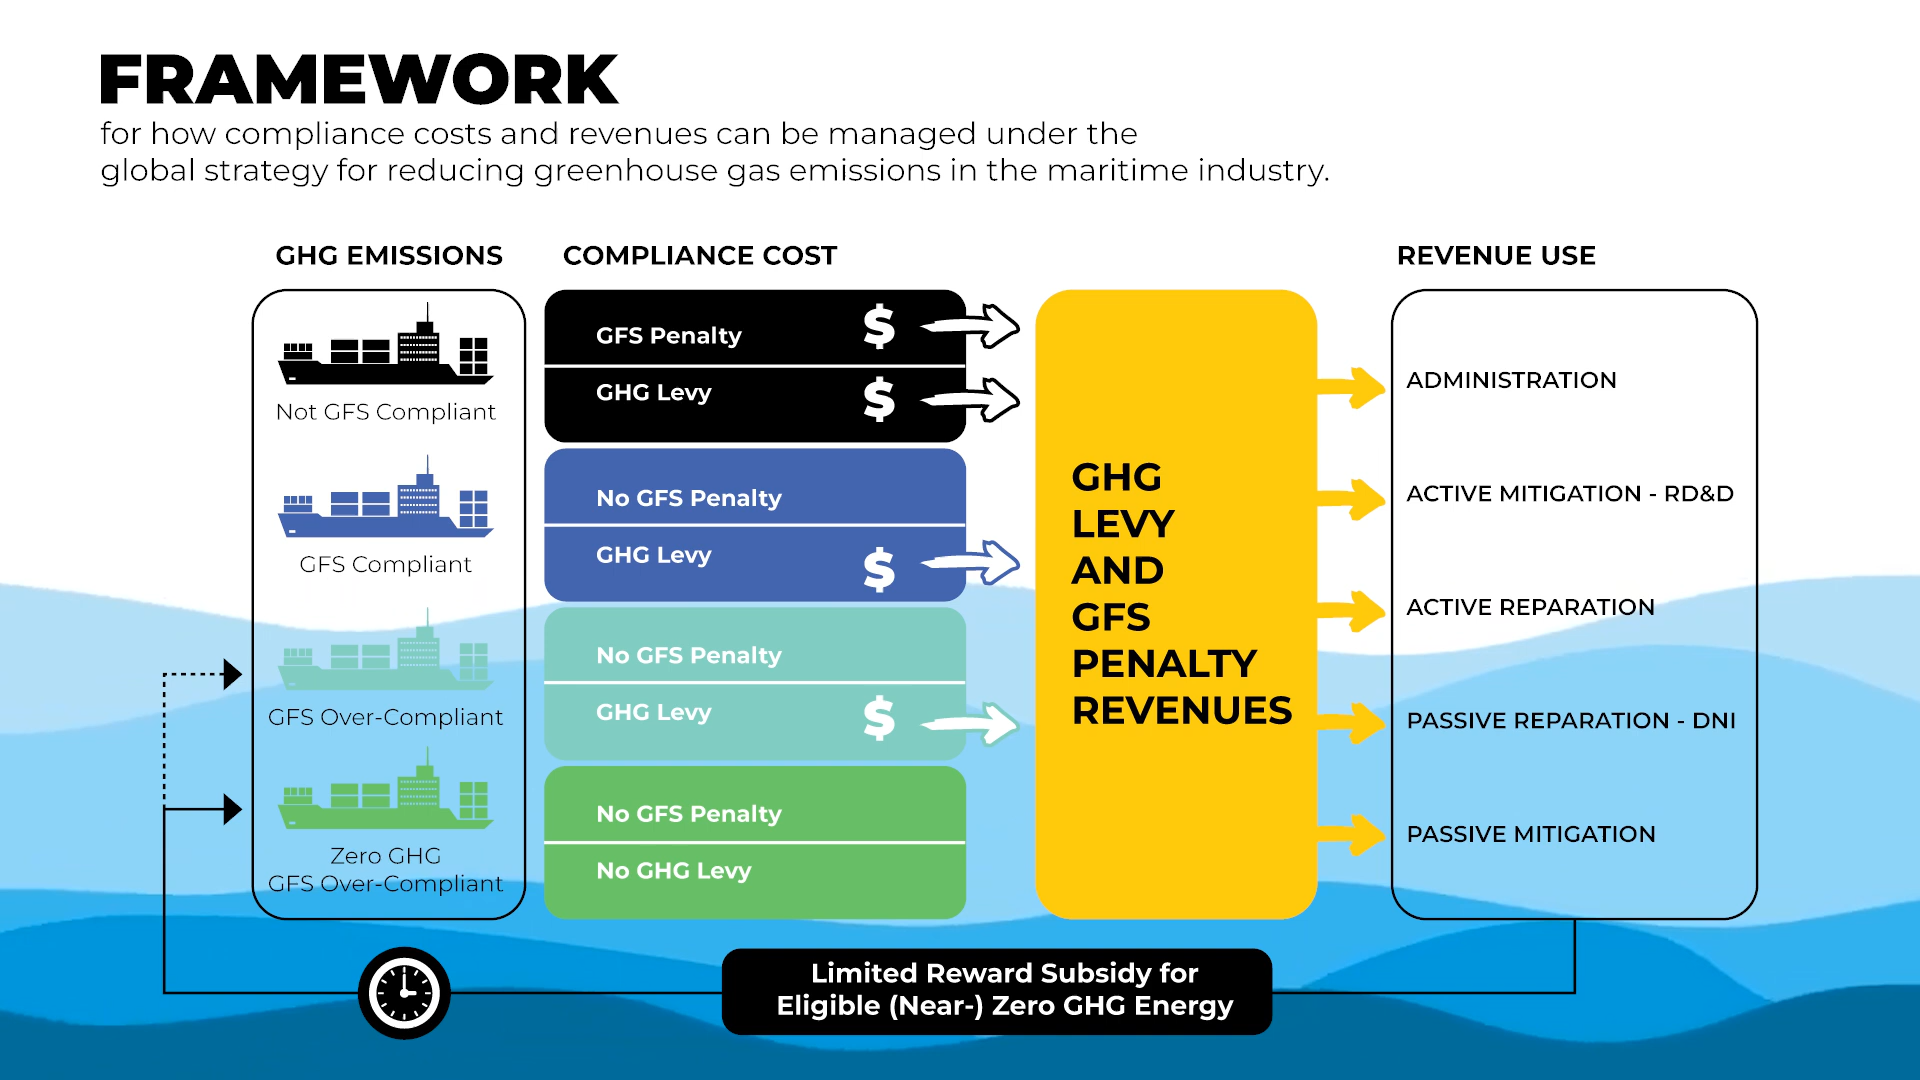 FRAMEWORK
for how compliance costs and revenues can be managed under the
global strategy for reducing greenhouse gas emissions in the maritime industry.
GHG EMISSIONS
Not GFS Compliant
GFS Compliant
GFS Over-Compliant
Zero GHG
GFS Over-Compliant
COMPLIANCE COST
GFS Penalty $
GHG Levy $
No GFS Penalty
GHG Levy $
No GFS Penalty
GHG Levy $
No GFS Penalty
No GHG Levy
GHG
LEVY
AND
GFS
PENALTY
REVENUES
REVENUE USE
ADMINISTRATION
ACTIVE MITIGATION - RD&D
ACTIVE REPARATION
PASSIVE REPARATION - DNI
PASSIVE MITIGATION
Limited Reward Subsidy for
Eligible (Near-) Zero GHG Energy